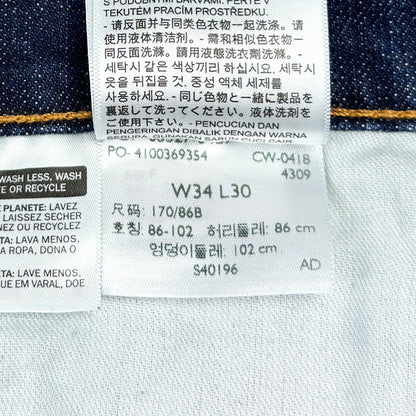 S PODOBNÝMI BARVAMI. PERTE V
TEKUTÉM PRACÍM PROSTŘEDKU.
- 请反面并与同类色衣物一起洗涤。请
使用液体清洁剂。- 需和相似色衣物一
同反面洗滌。請用液態洗衣劑洗滌。-
세탁시 같은 색상끼리 하십시요. 세탁시
옷을 뒤집을 것. 중성 액체 세제를
사용할 것. - 同じ色物と一緒に製品を
裏返して洗ってください。液体洗剤を
ご使用ください。- PENCUCIAN DAN
PENGERINGAN DIBALIK DENGAN WARNA
PO- 4100369354 CW-0418
4309
W34 L30
尺码: 170/86B
호칭: 86-102 허리둘레: 86 cm
엉덩이둘레: 102 cm
S40196 AD
WASH LESS, WASH
TE OR RECYCLE
PLANETE: LAVEZ
LAISSEZ SECHER
Z OU RECYCLEZ.
TA: LAVA MENOS,
A ROPA, DONA O
ETA: LAVE MENOS,
UE EM VARAL, DOE